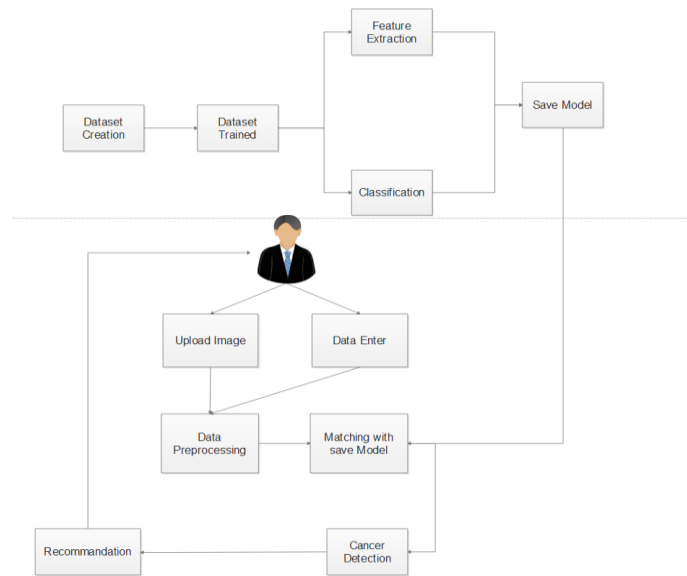 Feature
Extraction
Dataset
Creation
Dataset
Trained
Save Model
Classification
Upload Image
Data Enter
Data
Preprocessing
Matching with
save Model
Recommandation
Cancer
Detection